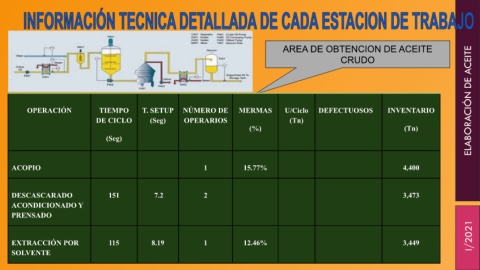 INFORMACIÓN TECNICA DETALLADA DE CADA ESTACION DE TRABAJO
AREA DE OBTENCION DE ACEITE
CRUDO
OPERACIÓN
TIEMPO
DE CICLO
(Seg)
T. SETUP
(Seg)
NÚMERO DE
OPERARIOS
MERMAS
(%)
U/Ciclo
(Tn)
DEFECTUOSOS
INVENTARIO
(Tn)
ACOPIO 1 15.77% 4,400
DESCASCARADO 151 7.2 2 3,473
ACONDICIONADO Y
PRENSADO
EXTRACCIÓN POR 115 8.19 1 12.46% 3,449
SOLVENTE
ELABORACIÓN DE ACEITE
I/2021